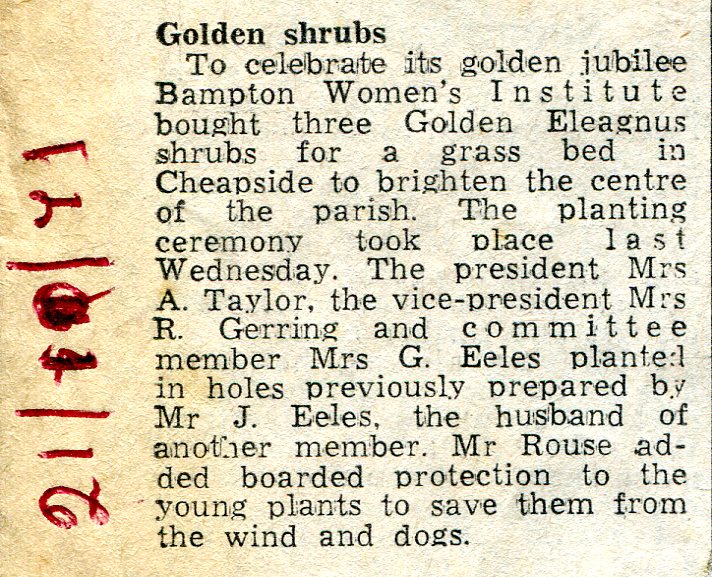 Golden shrubs
To celebrate its golden jubilee
Bampton Women's Institute
bought three Golden Eleagnus
shrubs for a grass bed in
Cheapside to brighten the centre
of the parish. The planting
ceremony took place last
Wednesday. The president Mrs
A. Taylor, the vice-president Mrs
R. Gerring and committee
member Mrs G. Eeles planted
in holes previously prepared by
Mr J. Eeles, the husband of
another member. Mr Rouse ad-
ded boarded protection to the
young plants to save them from
the wind and dogs.